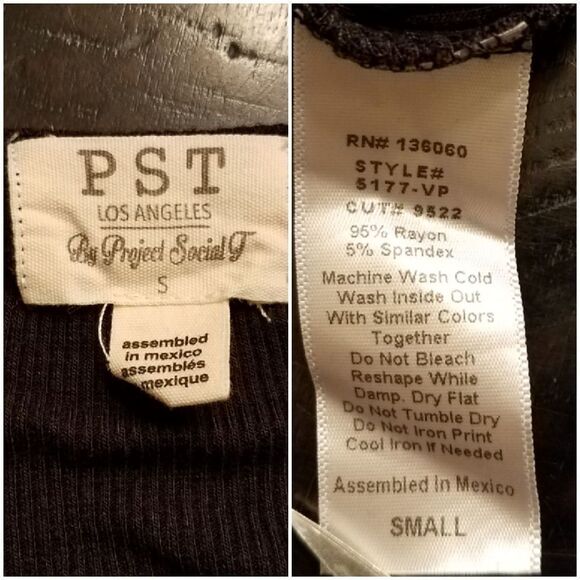 PST
LOS ANGELES
By Project Social T
S
assembled
in mexico
assemblés
mexique
RN# 136060
STYLE#
5177-VP
CUT# 9522
95% Rayon
5% Spandex
Machine Wash Cold
Wash Inside Out
With Similar Colors
Together
Do Not Bleach
Reshape While
Damp. Dry Flat
Do Not Tumble Dry
Do Not Iron Print
Cool Iron If Needed
Assembled In Mexico
SMALL